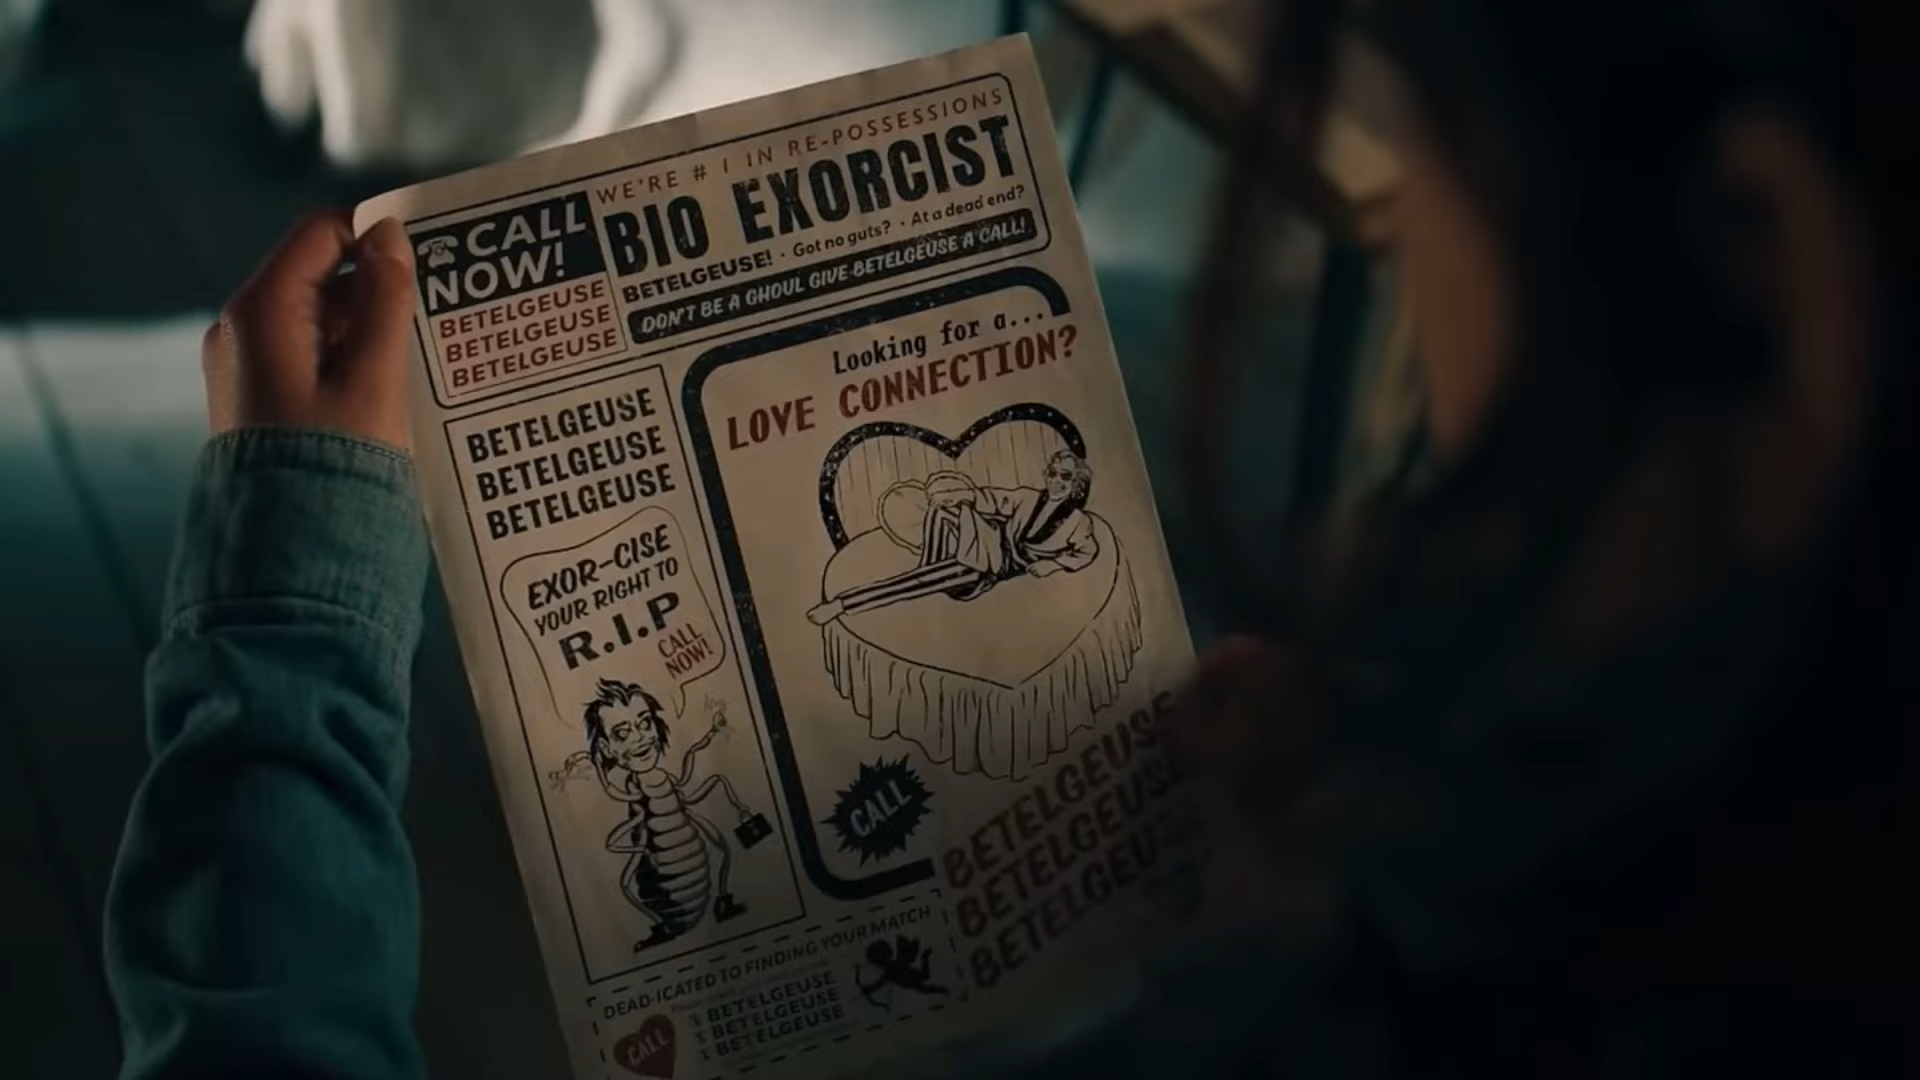 WE'RE # 1 IN RE-POSSESSIONS
BIO EXORCIST
BETELGEUSE! · Got no guts? · At a dead end?
DON'T BE A GHOUL GIVE BETELGEUSE A CALL!
CALL
NOW!
BETELGEUSE
BETELGEUSE
BETELGEUSE
BETELGEUSE
BETELGEUSE
BETELGEUSE
EXOR-CISE
YOUR RIGHT TO
R.I.P
CALL
NOW!
Looking for a...
LOVE CONNECTION?
CALL
BETELGEUSE
BETELGEUSE
BETELGEU
DEAD-ICATED TO FINDING YOUR MATCH
CALL
BETELGEUSE
BETELGEUSE
BETELGEUSE